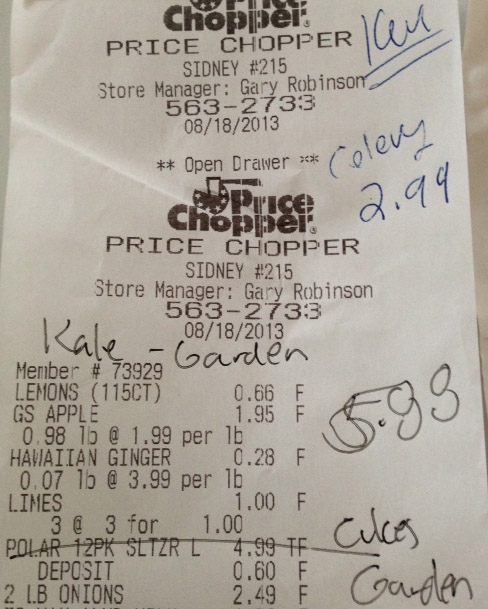 Price
Chopper
PRICE CHOPPER
Ken
SIDNEY #215
Store Manager: Gary Robinson
563-2733
08/18/2013
** Open Drawer **
Celery
2.99
Price
Chopper
PRICE CHOPPER
SIDNEY #215
Store Manager: Gary Robinson
563-2733
08/18/2013
Kale - Garden
Member # 73929
LEMONS (115CT) 0.66 F
GS APPLE 1.95 F
5.99
0.98 lb @ 1.99 per lb
HAWAIIAN GINGER 0.28 F
0.07 lb @ 3.99 per lb
LIMES 1.00 F
3 @ 3 for 1.00
Cukes
POLAR 12PK SLTZR L 4.99 TF
DEPOSIT 0.60 F
Garden
2 LB ONIONS 2.49 F